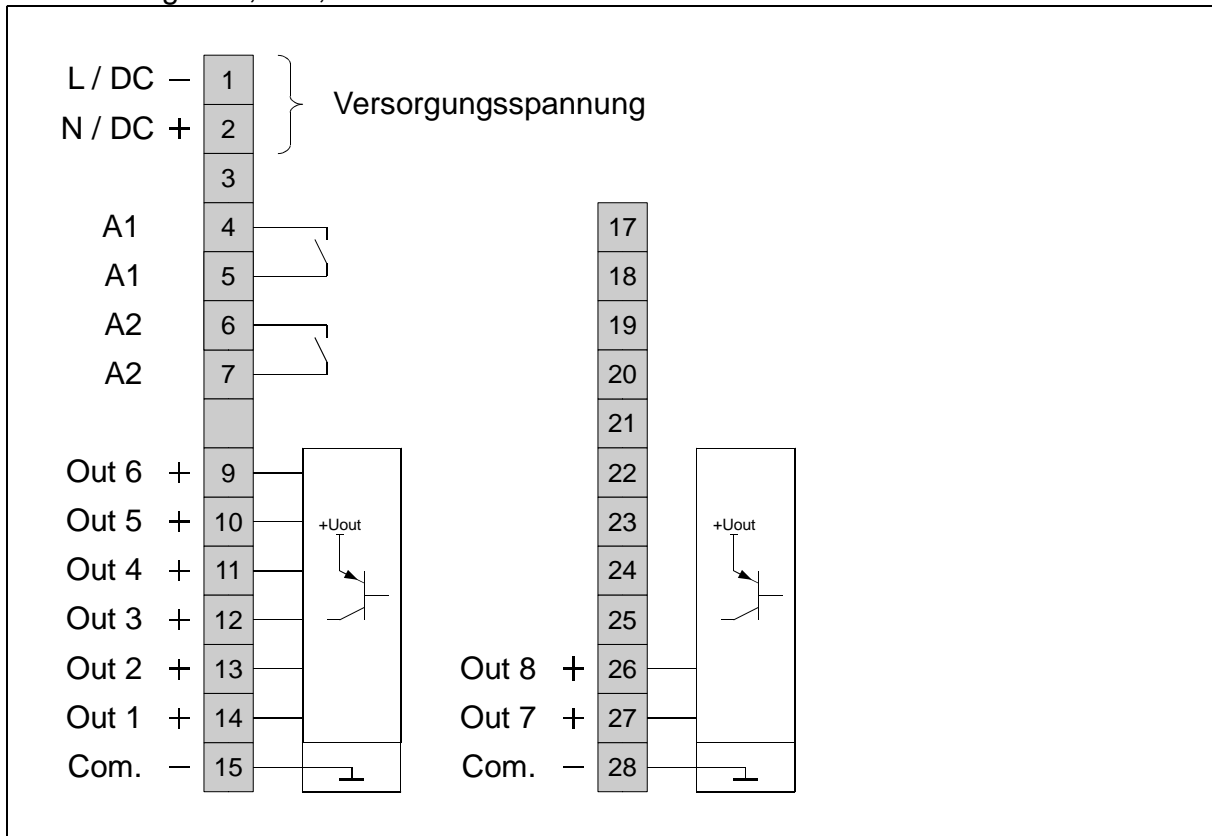 L / DC − 1
N / DC + 2
Versorgungsspannung
3
A1 4
A1 5
A2 6
A2 7
Out 6 + 9
Out 5 + 10
Out 4 + 11
Out 3 + 12
Out 2 + 13
Out 1 + 14
Com. − 15
+Uout
17
18
19
20
21
22
23
24
25
Out 8 + 26
Out 7 + 27
Com. − 28
+Uout